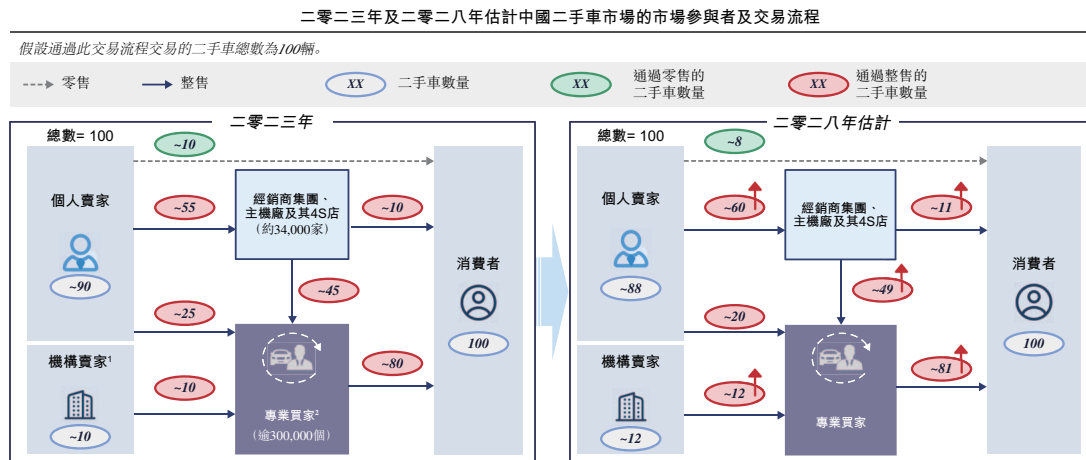 二零二三年及二零二八年估計中國二手車市場的市場參與者及交易流程
假設通過此交易流程交易的二手車總數為100輛。
零售
整售
XX
二手車數量
XX
通過零售的
二手車數量
XX
通過整售的
二手車數量
二零二三年
總數= 100
~10
個人賣家
~90
~55
經銷商集團、
主機廠及其4S店
(約34,000家)
~10
~45
~25
消費者
100
機構賣家1
~10
~10
專業買家2
(逾300,000個)
~80
二零二八年估計
總數= 100
~8
個人賣家
~88
~60
經銷商集團、
主機廠及其4S店
~11
~49
~20
消費者
100
機構賣家
~12
~12
專業買家
~81